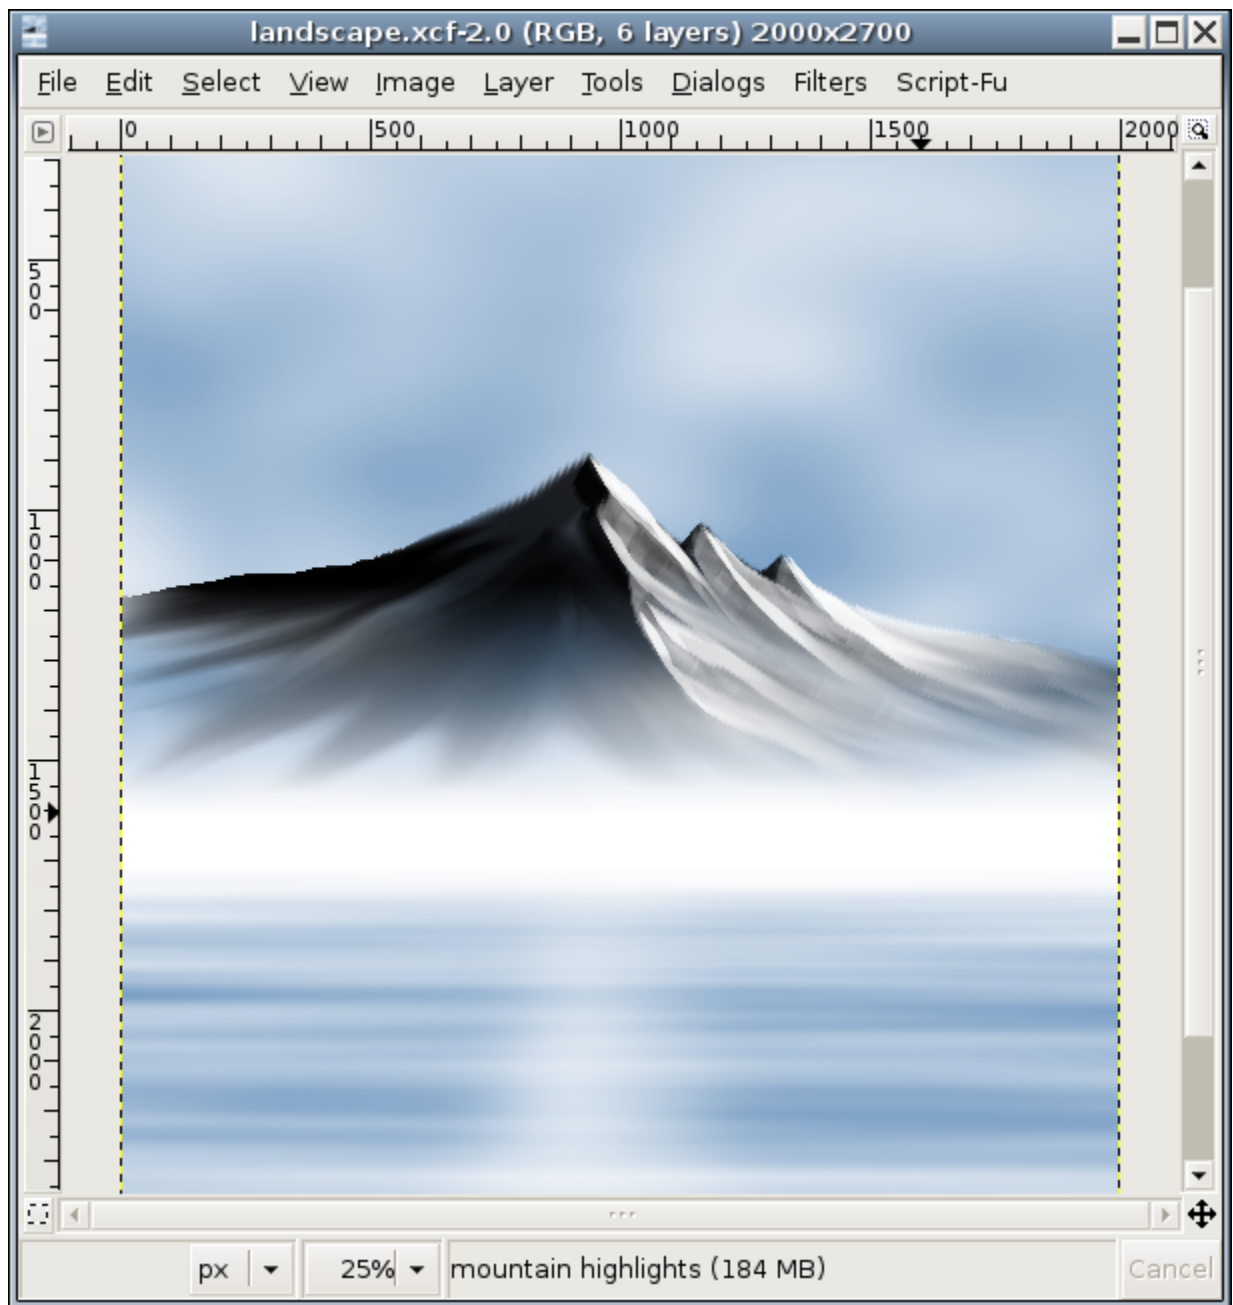 landscape.xcf-2.0 (RGB, 6 layers) 2000x2700
File Edit Select View Image Layer Tools Dialogs Filters Script-Fu
0 500 1000 1500 2000
500
1000
1500
2000
px 25% mountain highlights (184 MB) Cancel